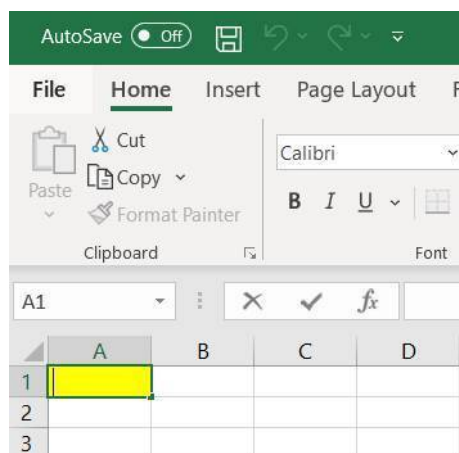 AutoSave Off
File Home Insert Page Layout
Cut
Calibri
Copy
Paste
B I U
Format Painter
Clipboard Font
A1 fx
A B C D
1
2
3